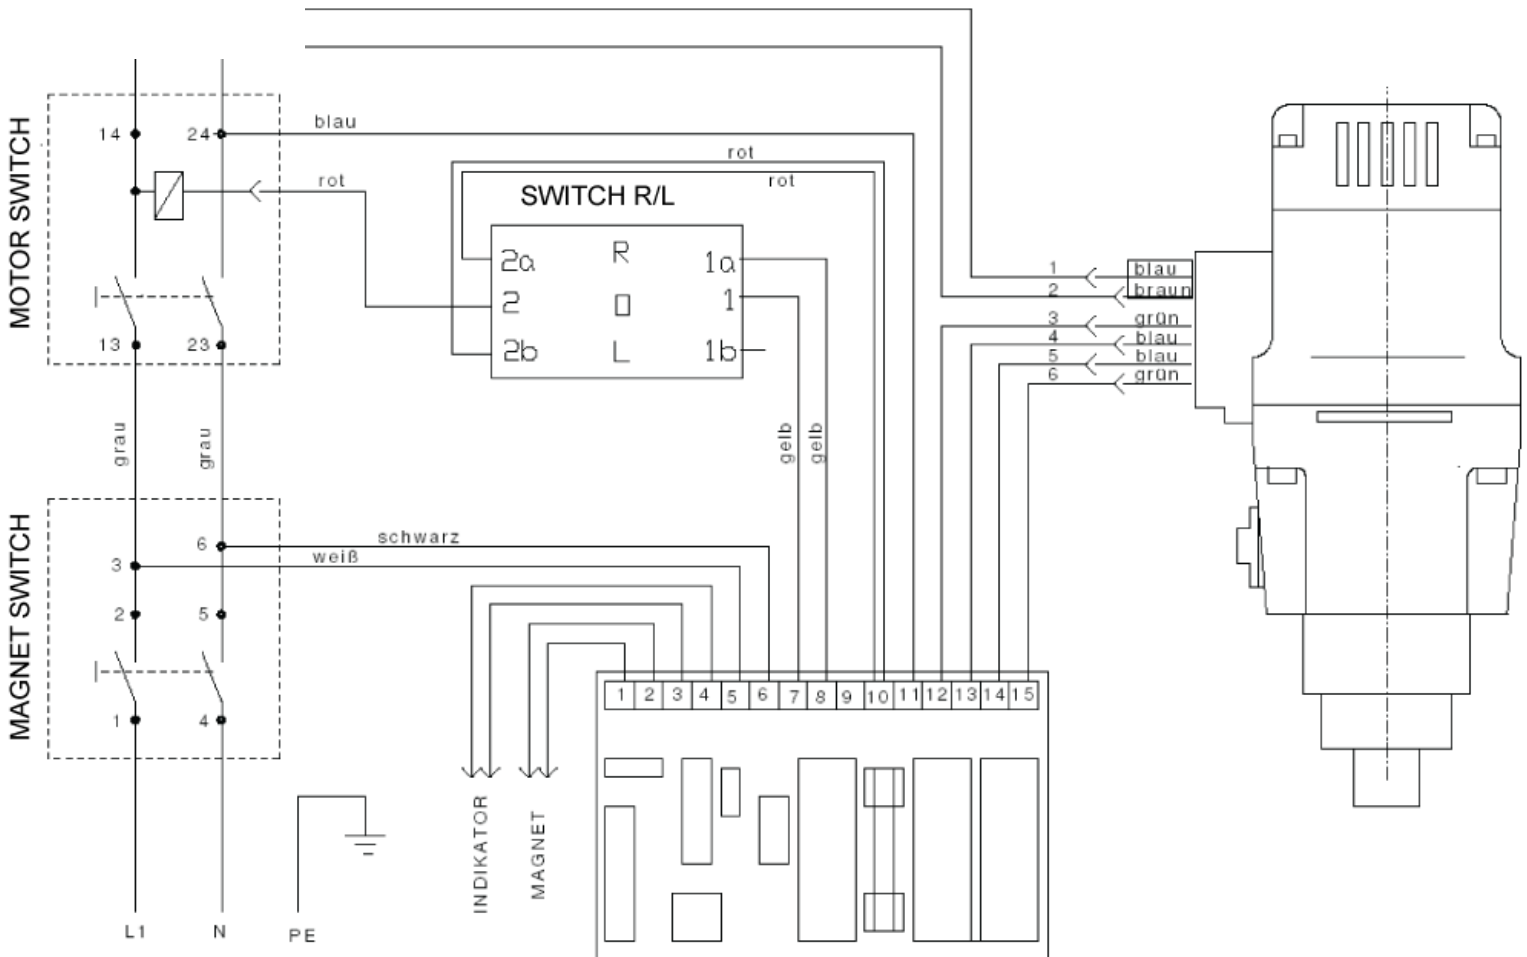 MOTOR SWITCH
14
24
blau
rot
rot
rot
SWITCH R/L
2a R 1a
2 0 1
2b L 1b
13
23
1 blau
2 braun
3 grün
4 blau
5 blau
6 grün
grau
grau
gelb
gelb
MAGNET SWITCH
6
schwarz
3
weiß
2
5
1
4
1 2 3 4 5 6 7 8 9 10 11 12 13 14 15
INDIKATOR
MAGNET
L1
N
PE